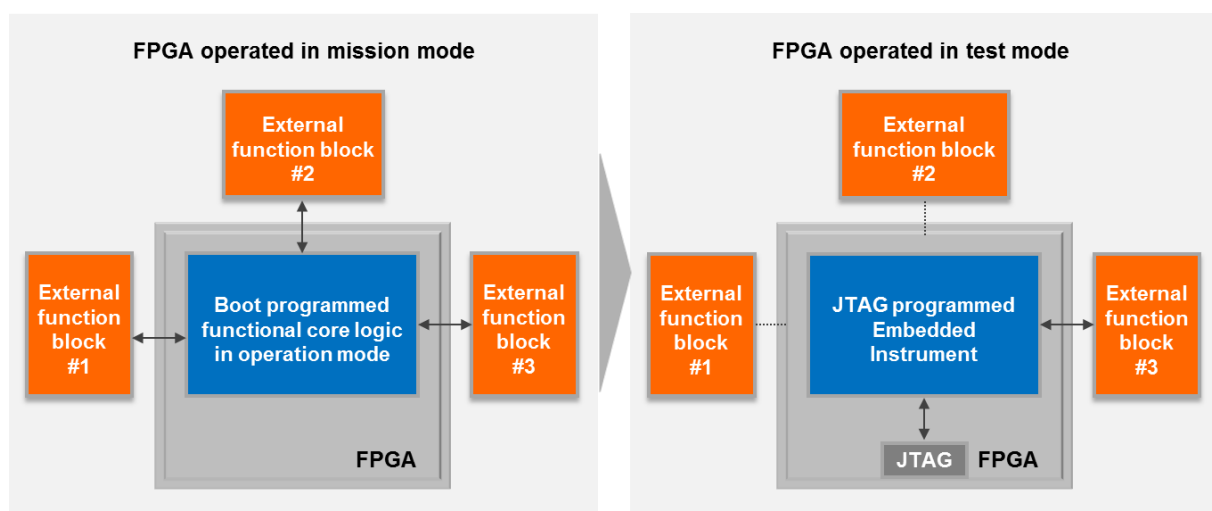 FPGA operated in mission mode
External
function block
#2
External
function
block
#1
Boot programmed
functional core logic
in operation mode
External
function
block
#3
FPGA
FPGA operated in test mode
External
function block
#2
External
function
block
#1
JTAG programmed
Embedded
Instrument
External
function
block
#3
JTAG
FPGA